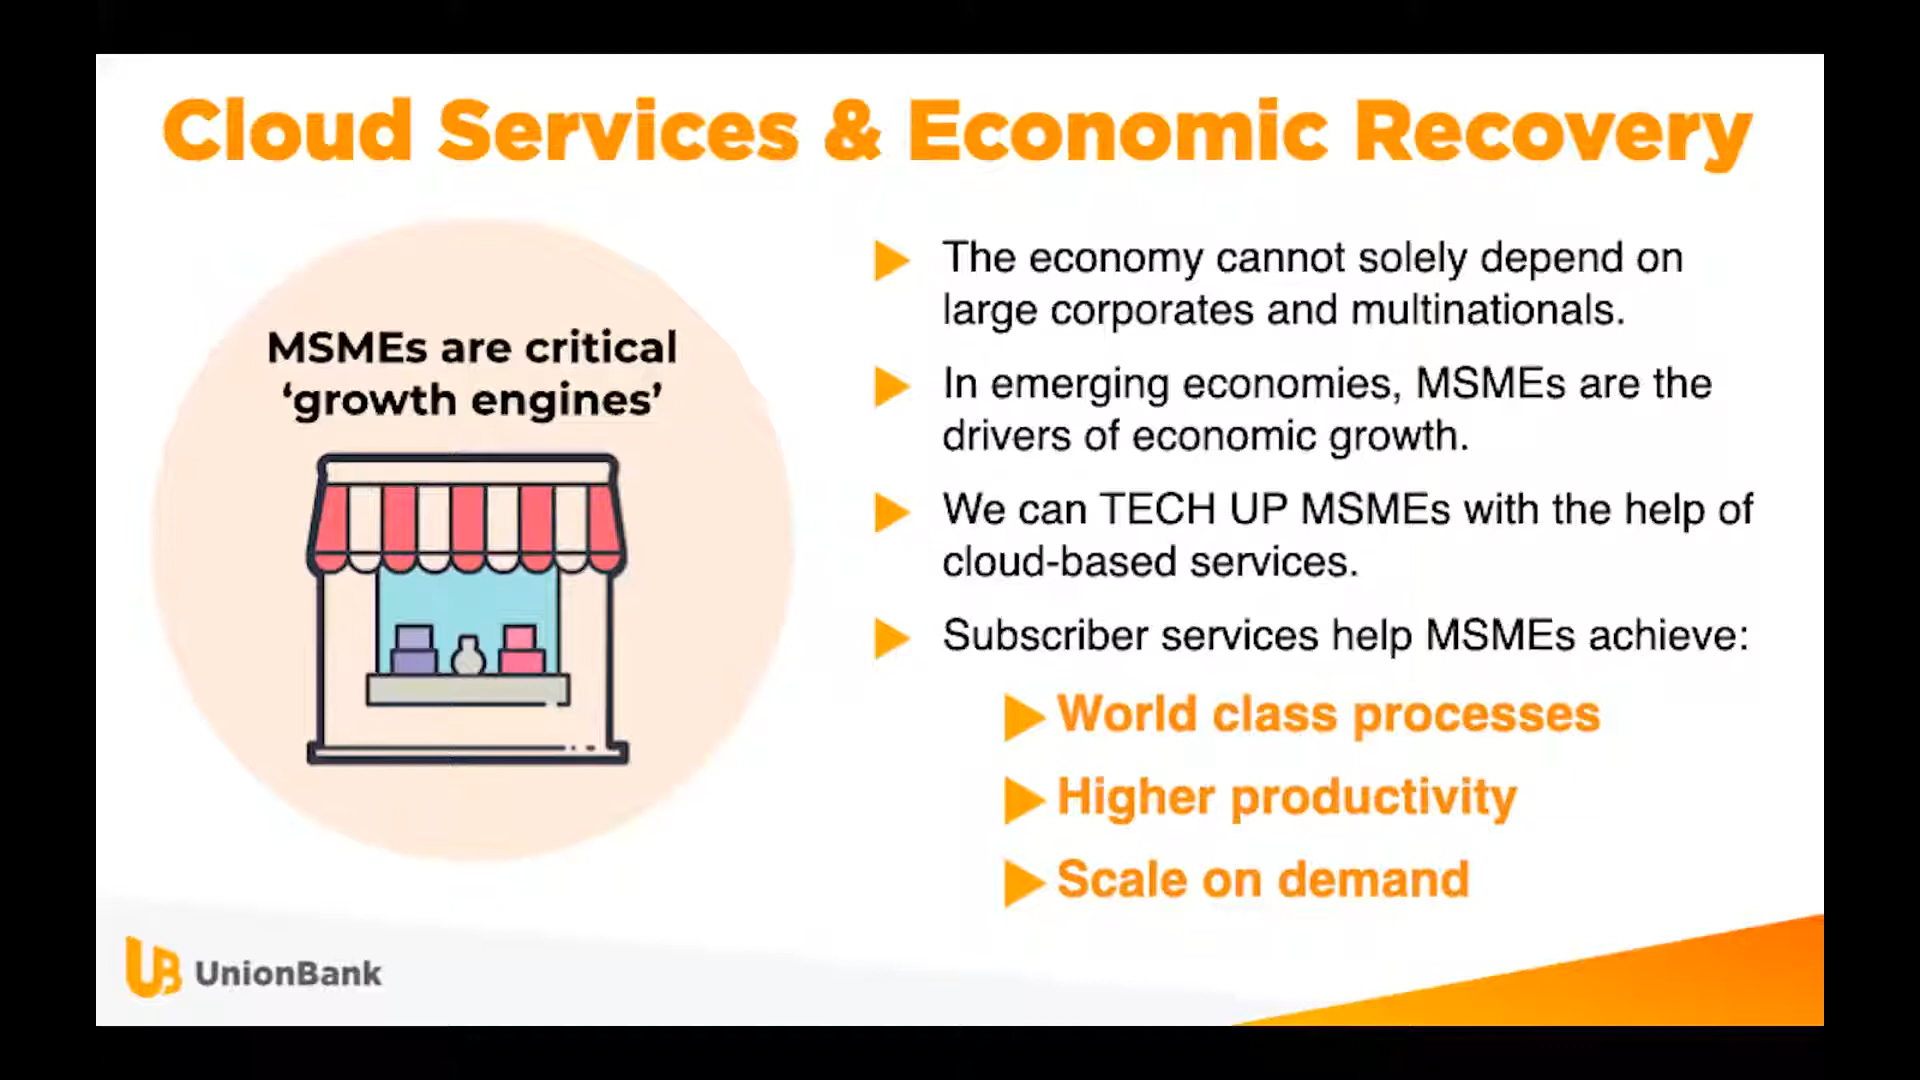 Cloud Services & Economic Recovery
MSMEs are critical
‘growth engines’
The economy cannot solely depend on
large corporates and multinationals.
In emerging economies, MSMEs are the
drivers of economic growth.
We can TECH UP MSMEs with the help of
cloud-based services.
Subscriber services help MSMEs achieve:
World class processes
Higher productivity
Scale on demand
UB UnionBank